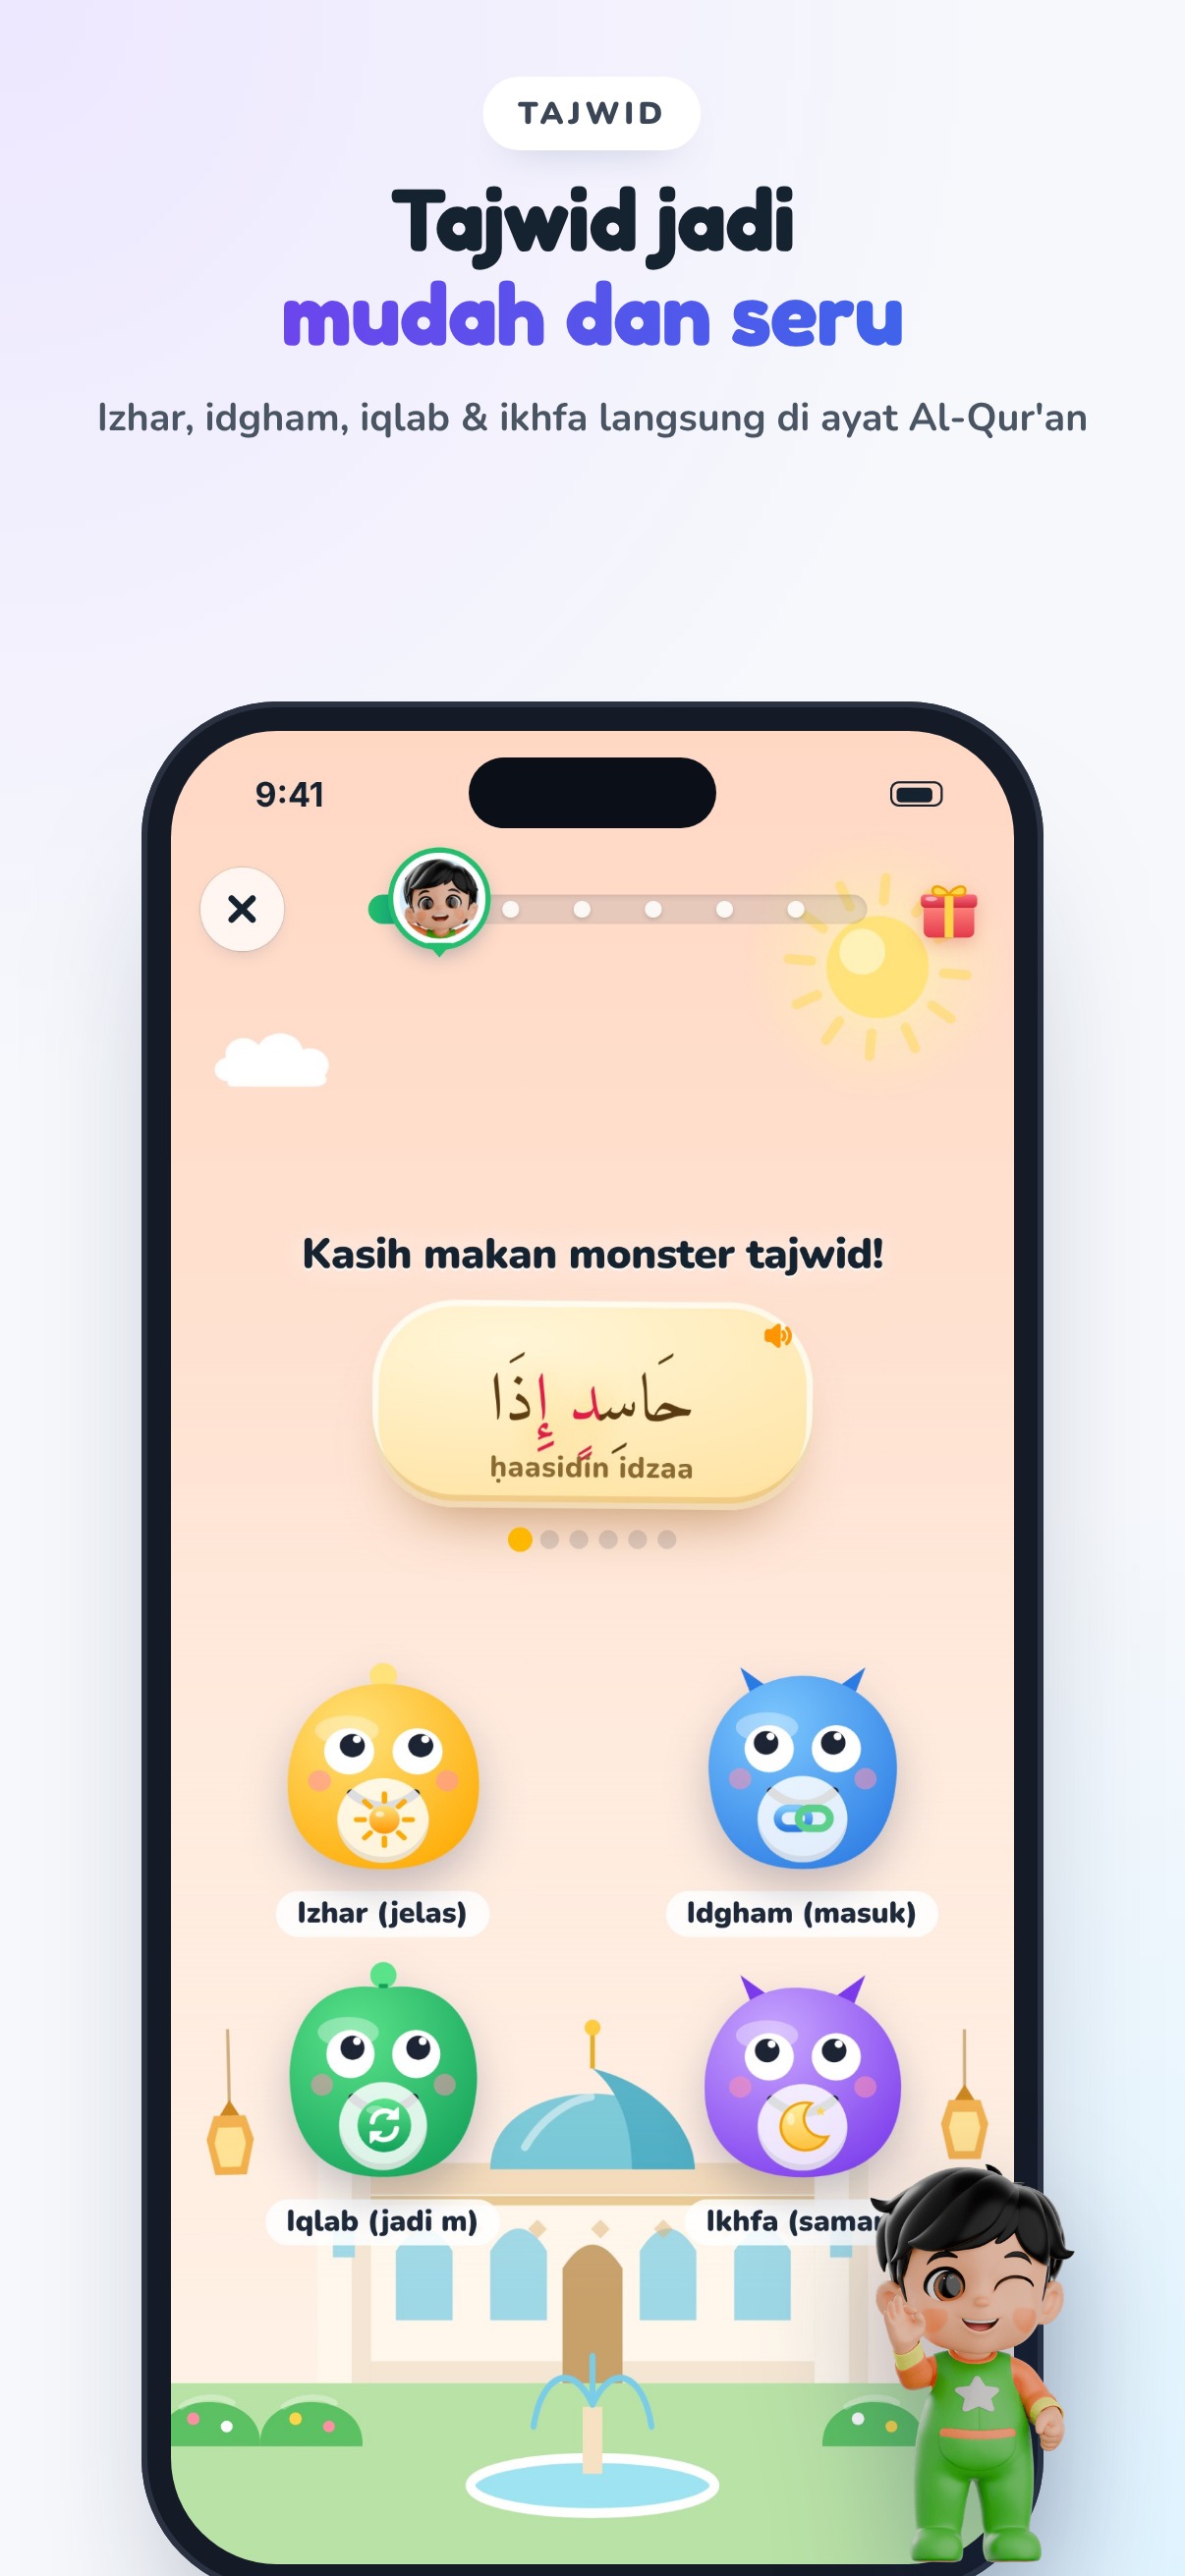 TAJWID
Tajwid jadi
mudah dan seru
Izhar, idgham, iqlab & ikhfa langsung di ayat Al-Qur'an
9:41
Kasih makan monster tajwid!
حَاسِدٍ إِذَا
ḥaasidin idzaa
Izhar (jelas)
Idgham (masuk)
Iqlab (jadi m)
Ikhfa